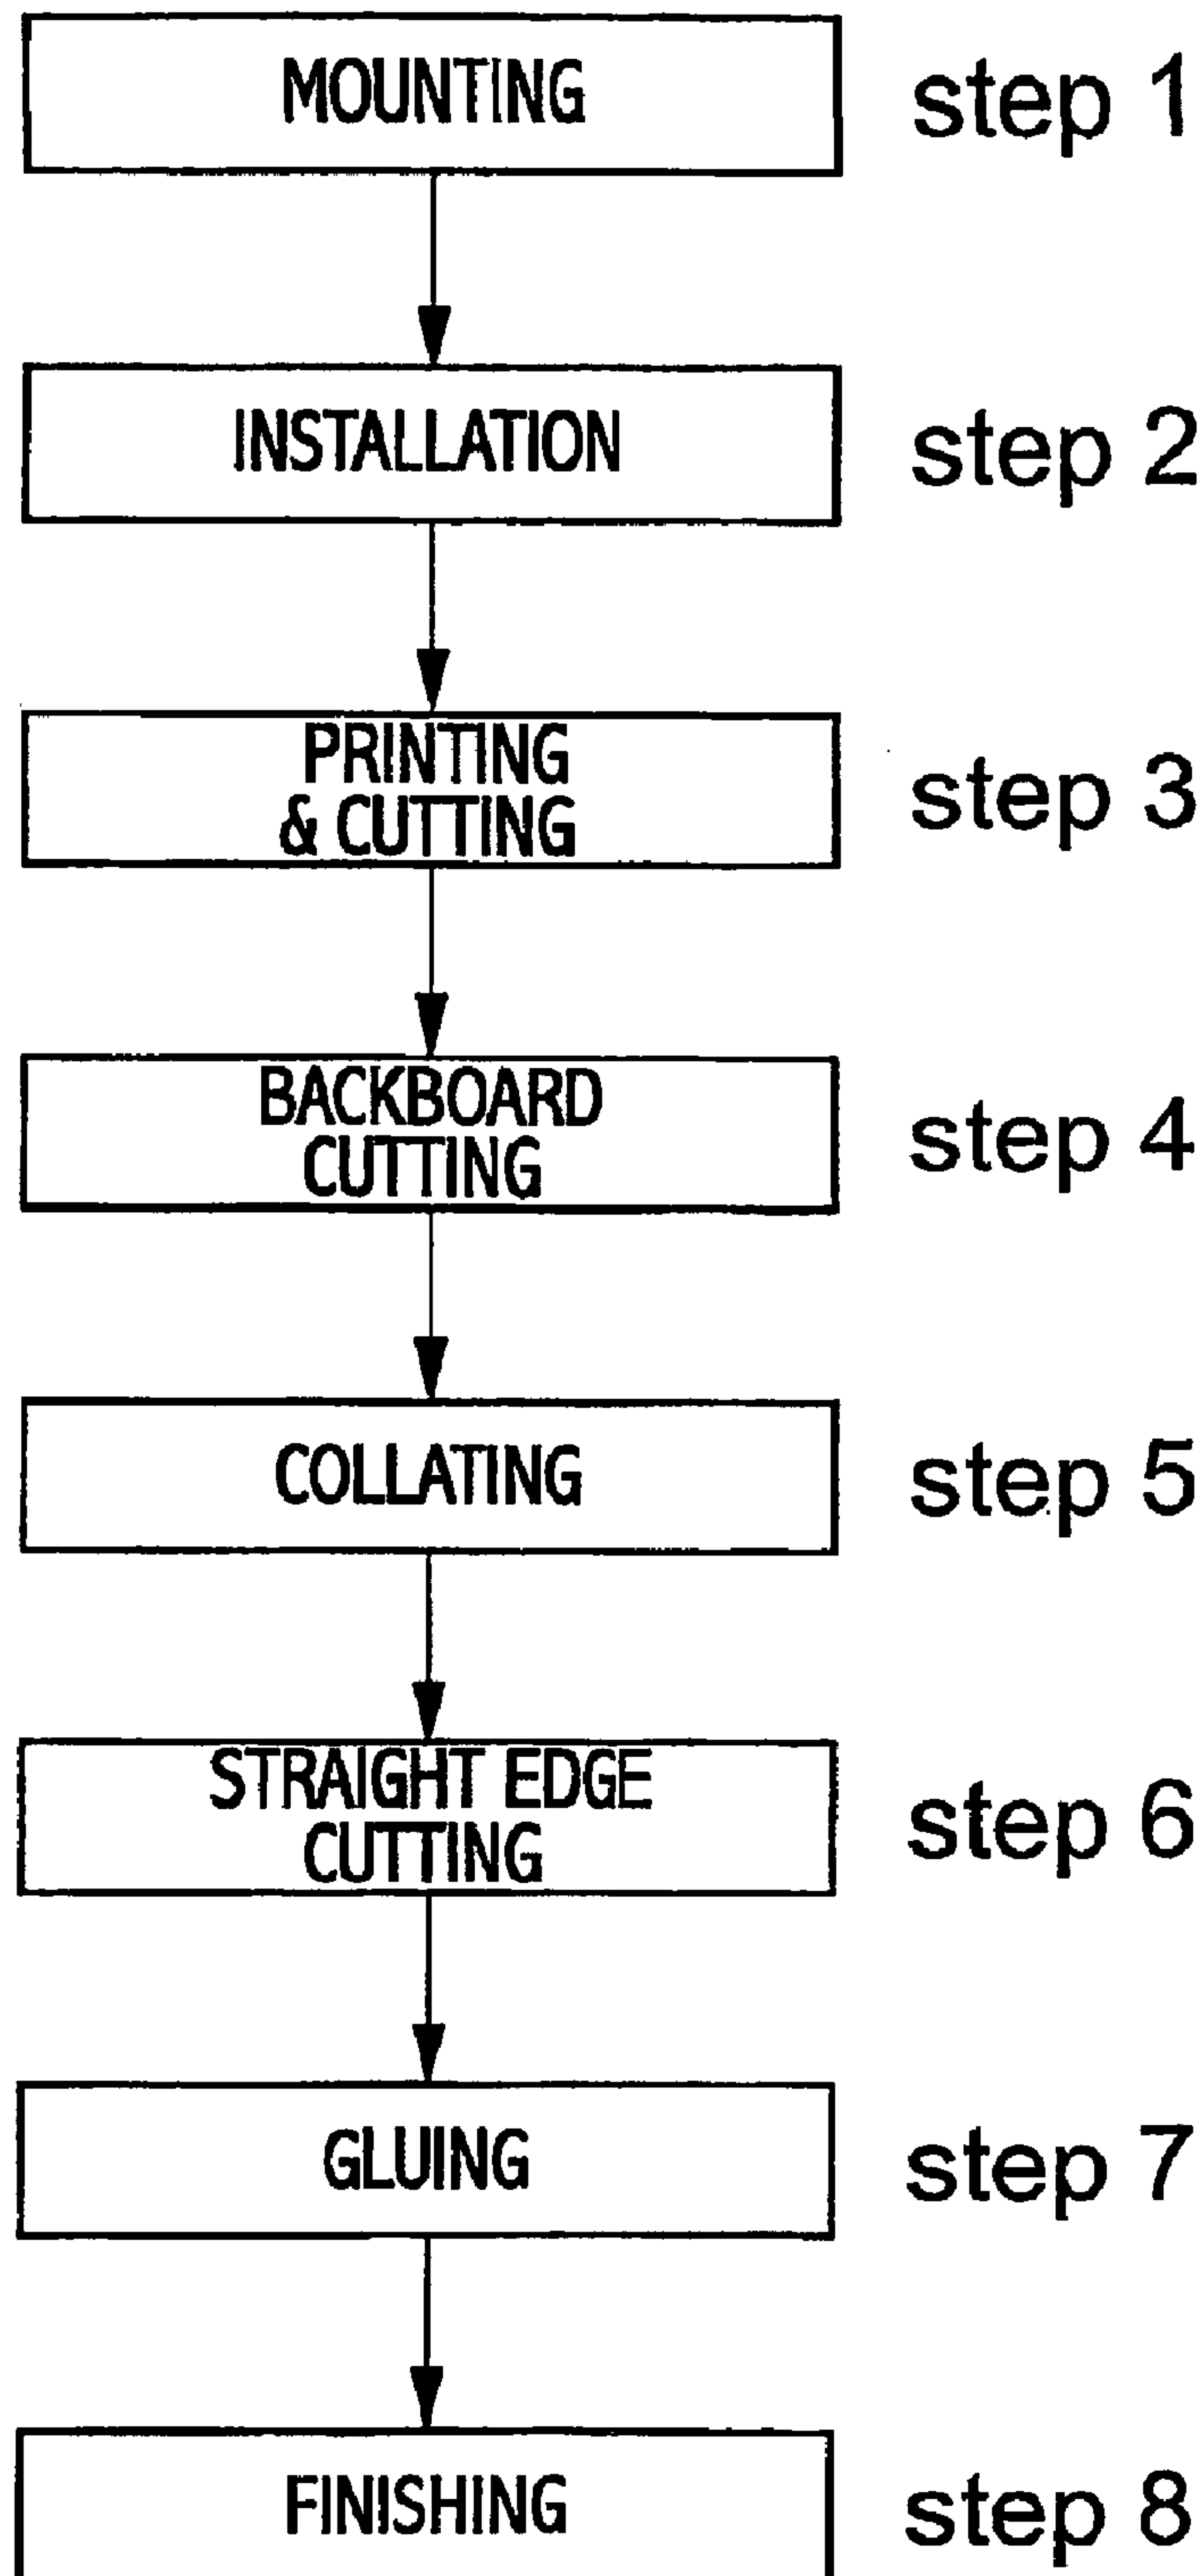 MOUNTING step 1
INSTALLATION step 2
PRINTING
& CUTTING step 3
BACKBOARD
CUTTING step 4
COLLATING step 5
STRAIGHT EDGE
CUTTING step 6
GLUING step 7
FINISHING step 8